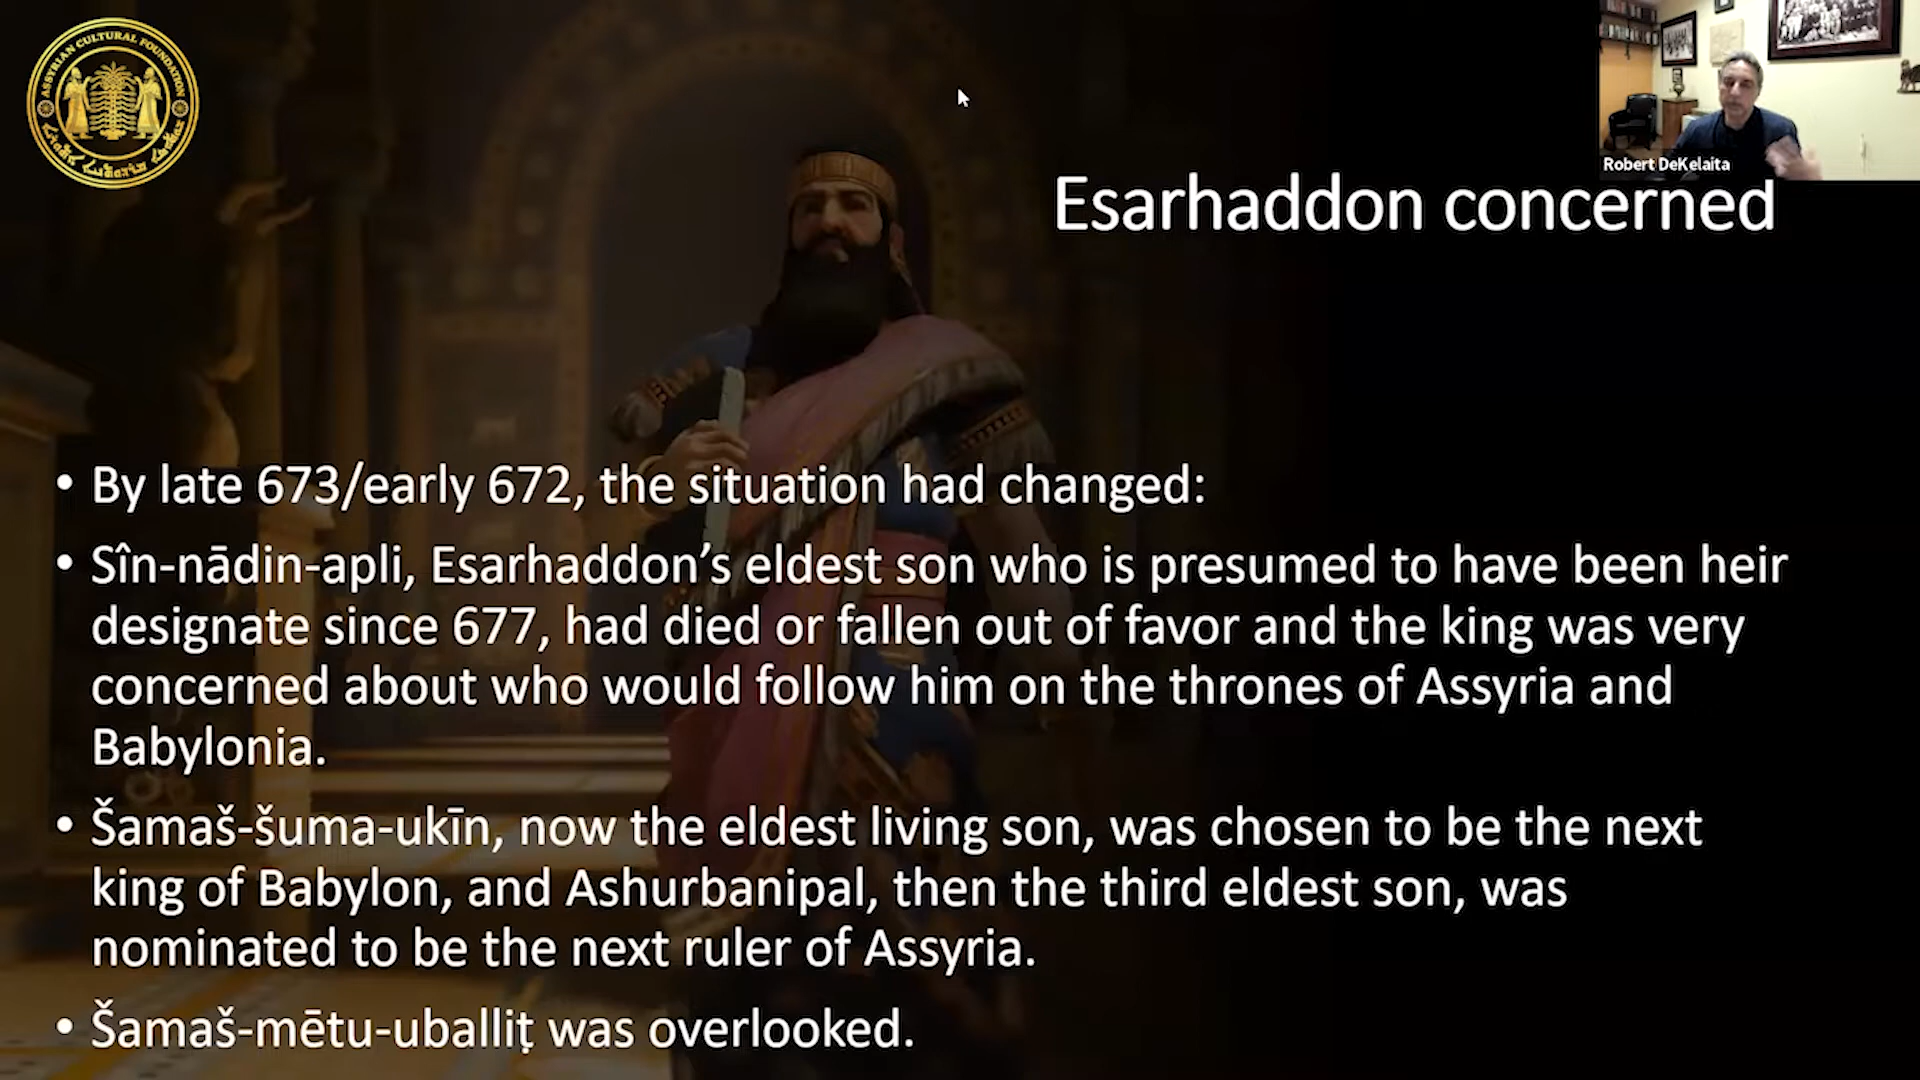 ASSYRIAN CULTURAL FOUNDATION
Robert DeKelaita
Esarhaddon concerned
• By late 673/early 672, the situation had changed:
• Sîn-nādin-apli, Esarhaddon’s eldest son who is presumed to have been heir
designate since 677, had died or fallen out of favor and the king was very
concerned about who would follow him on the thrones of Assyria and
Babylonia.
• Šamaš-šuma-ukīn, now the eldest living son, was chosen to be the next
king of Babylon, and Ashurbanipal, then the third eldest son, was
nominated to be the next ruler of Assyria.
• Šamaš-mētu-uballiṭ was overlooked.